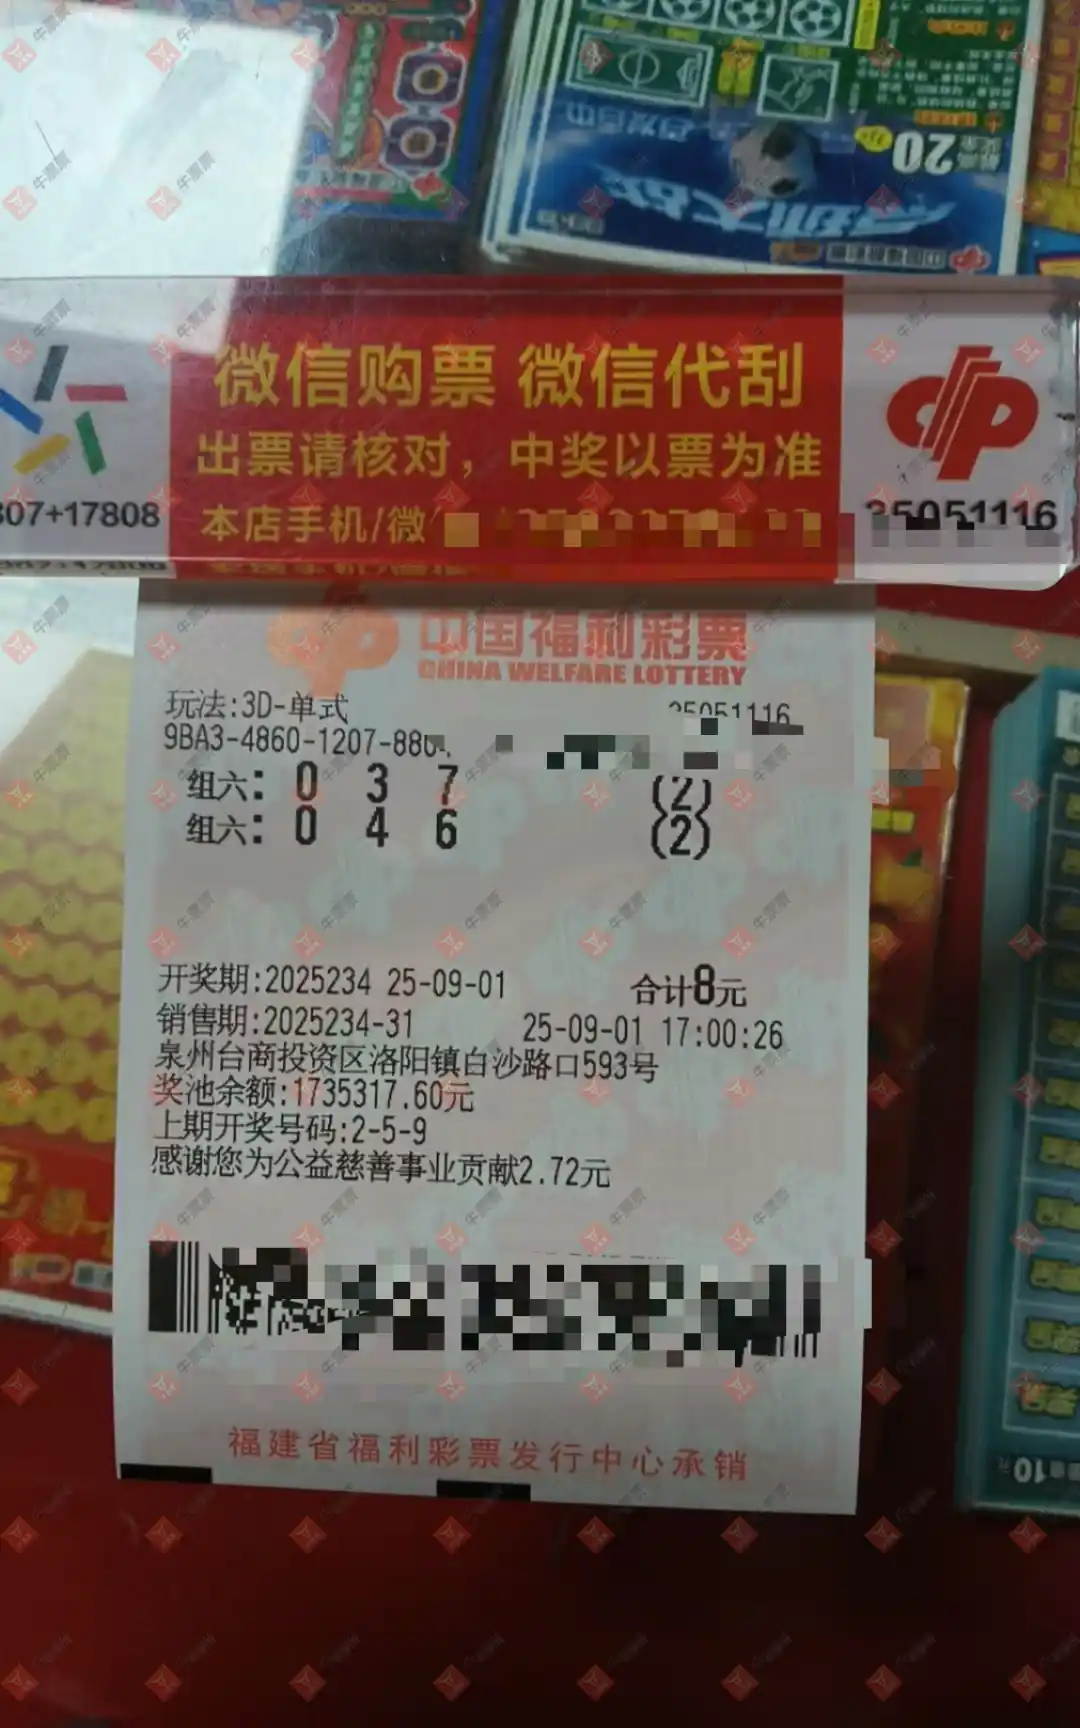 20
微信购票 微信代刮
出票请核对，中奖以票为准
307+17808
本店手机/微
35051116
中国福利彩票
CHINA WELFARE LOTTERY
玩法:3D-单式
35051116
9BA3-4860-1207-880
组六: 0 3 7 (2)
组六: 0 4 6 (2)
开奖期:2025234 25-09-01 合计8元
销售期:2025234-31 25-09-01 17:00:26
泉州台商投资区洛阳镇白沙路口593号
奖池余额:1735317.60元
上期开奖号码:2-5-9
感谢您为公益慈善事业贡献2.72元
福建省福利彩票发行中心承销
牛票票